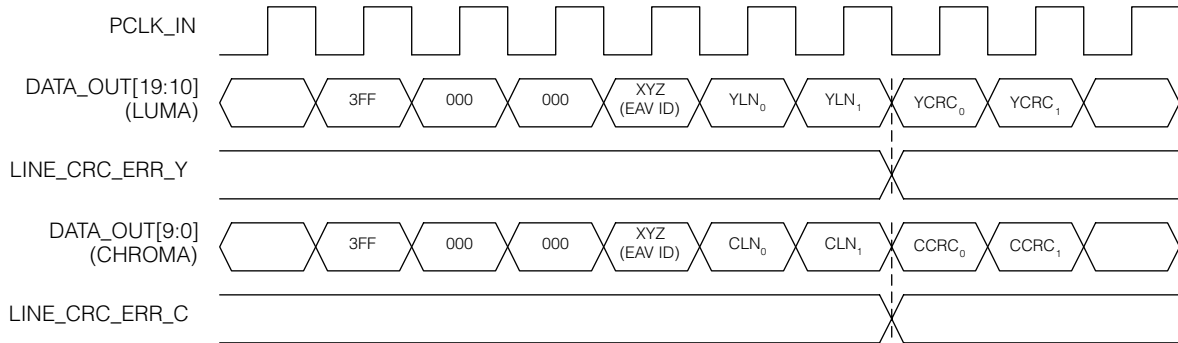 PCLK_IN
DATA_OUT[19:10]
(LUMA)
3FF
000
000
XYZ
(EAV ID)
YLN₀
YLN₁
YCRC₀
YCRC₁
LINE_CRC_ERR_Y
DATA_OUT[9:0]
(CHROMA)
3FF
000
000
XYZ
(EAV ID)
CLN₀
CLN₁
CCRC₀
CCRC₁
LINE_CRC_ERR_C